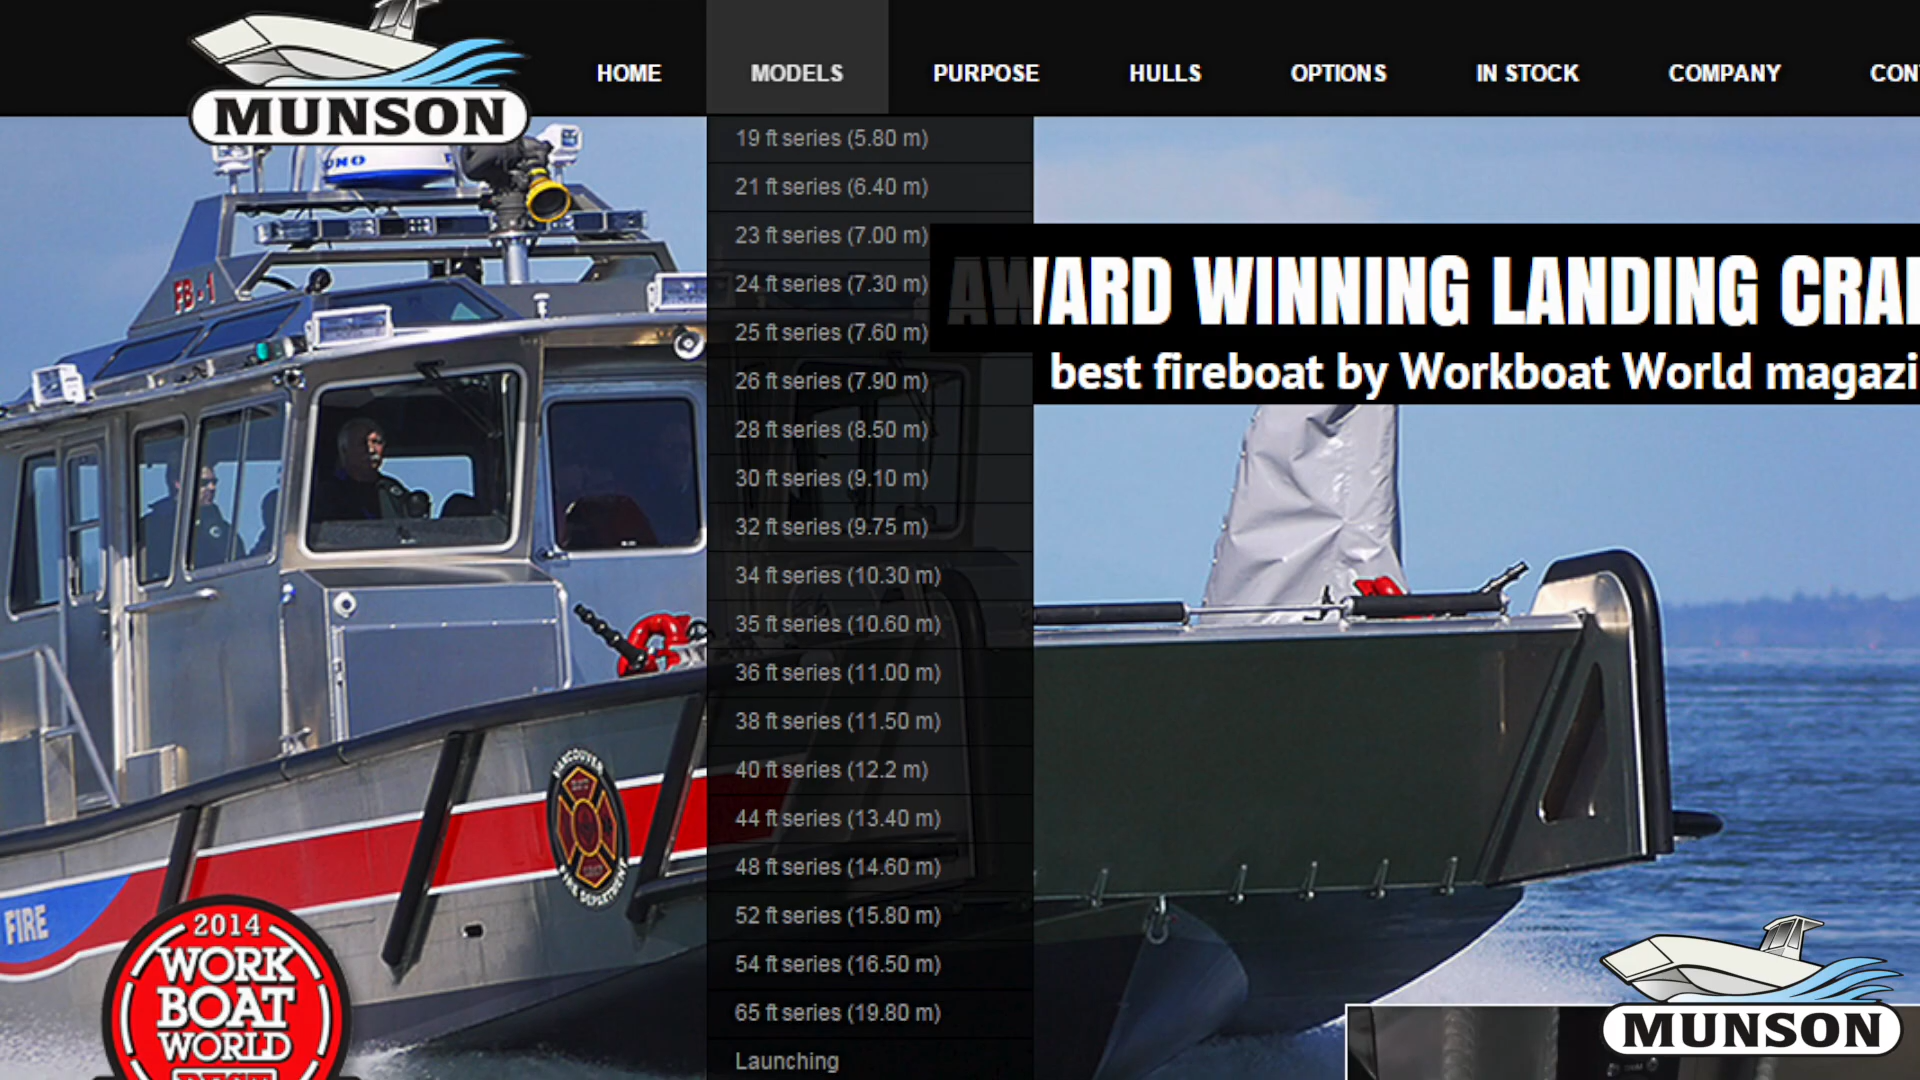 MUNSON
HOME
MODELS
PURPOSE
HULLS
OPTIONS
IN STOCK
COMPANY
CON
19 ft series (5.80 m)
21 ft series (6.40 m)
23 ft series (7.00 m)
24 ft series (7.30 m)
25 ft series (7.60 m)
26 ft series (7.90 m)
28 ft series (8.50 m)
30 ft series (9.10 m)
32 ft series (9.75 m)
34 ft series (10.30 m)
35 ft series (10.60 m)
36 ft series (11.00 m)
38 ft series (11.50 m)
40 ft series (12.2 m)
44 ft series (13.40 m)
48 ft series (14.60 m)
52 ft series (15.80 m)
54 ft series (16.50 m)
65 ft series (19.80 m)
Launching
AWARD WINNING LANDING CRA
best fireboat by Workboat World magazi
FB-1
VANCOUVER
FIRE DEPARTMENT
FIRE
2014
WORK
BOAT
WORLD
BEST
MUNSON